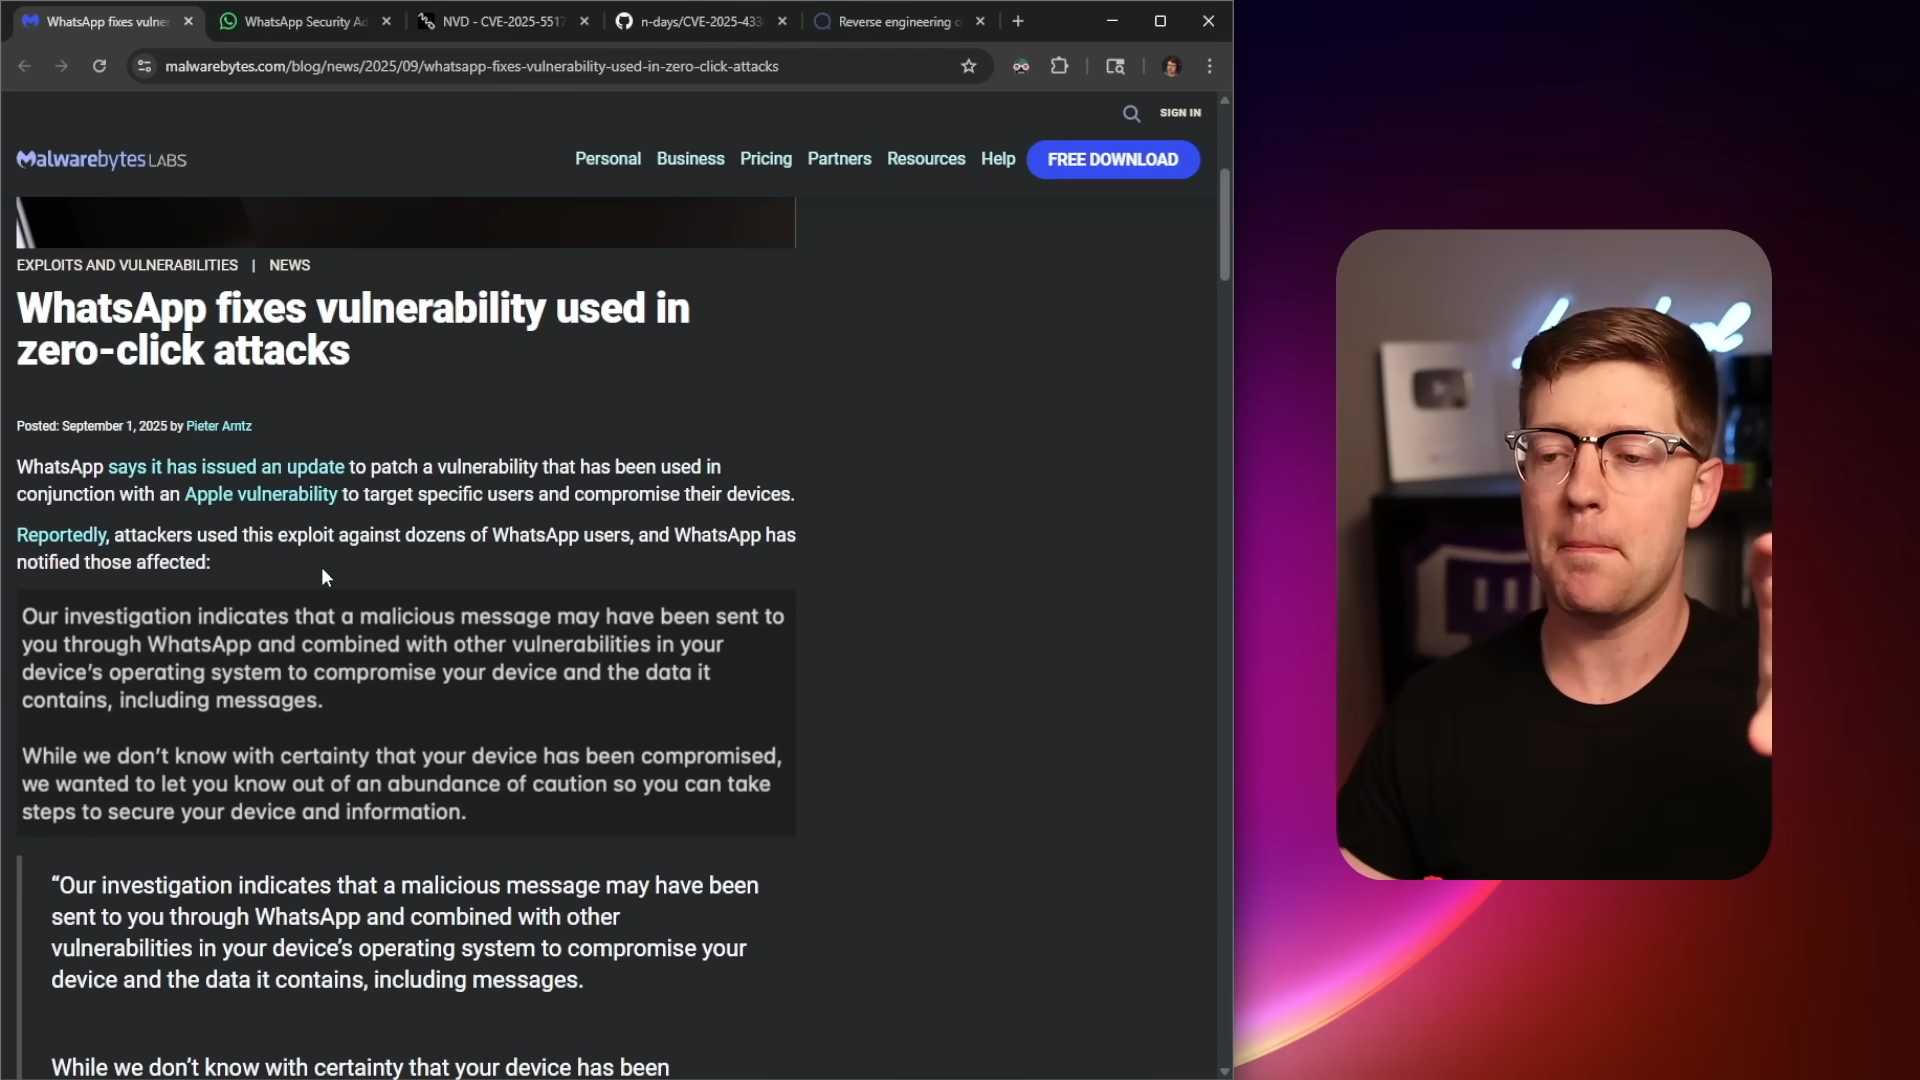 WhatsApp fixes vulner
WhatsApp Security Ad
NVD - CVE-2025-5517
n-days/CVE-2025-433
Reverse engineering o
malwarebytes.com/blog/news/2025/09/whatsapp-fixes-vulnerability-used-in-zero-click-attacks
SIGN IN
Malwarebytes LABS
Personal Business Pricing Partners Resources Help FREE DOWNLOAD
EXPLOITS AND VULNERABILITIES | NEWS
WhatsApp fixes vulnerability used in
zero-click attacks
Posted: September 1, 2025 by Pieter Arntz
WhatsApp says it has issued an update to patch a vulnerability that has been used in
conjunction with an Apple vulnerability to target specific users and compromise their devices.
Reportedly, attackers used this exploit against dozens of WhatsApp users, and WhatsApp has
notified those affected:
Our investigation indicates that a malicious message may have been sent to
you through WhatsApp and combined with other vulnerabilities in your
device's operating system to compromise your device and the data it
contains, including messages.
While we don't know with certainty that your device has been compromised,
we wanted to let you know out of an abundance of caution so you can take
steps to secure your device and information.
“Our investigation indicates that a malicious message may have been
sent to you through WhatsApp and combined with other
vulnerabilities in your device’s operating system to compromise your
device and the data it contains, including messages.
While we don’t know with certainty that your device has been